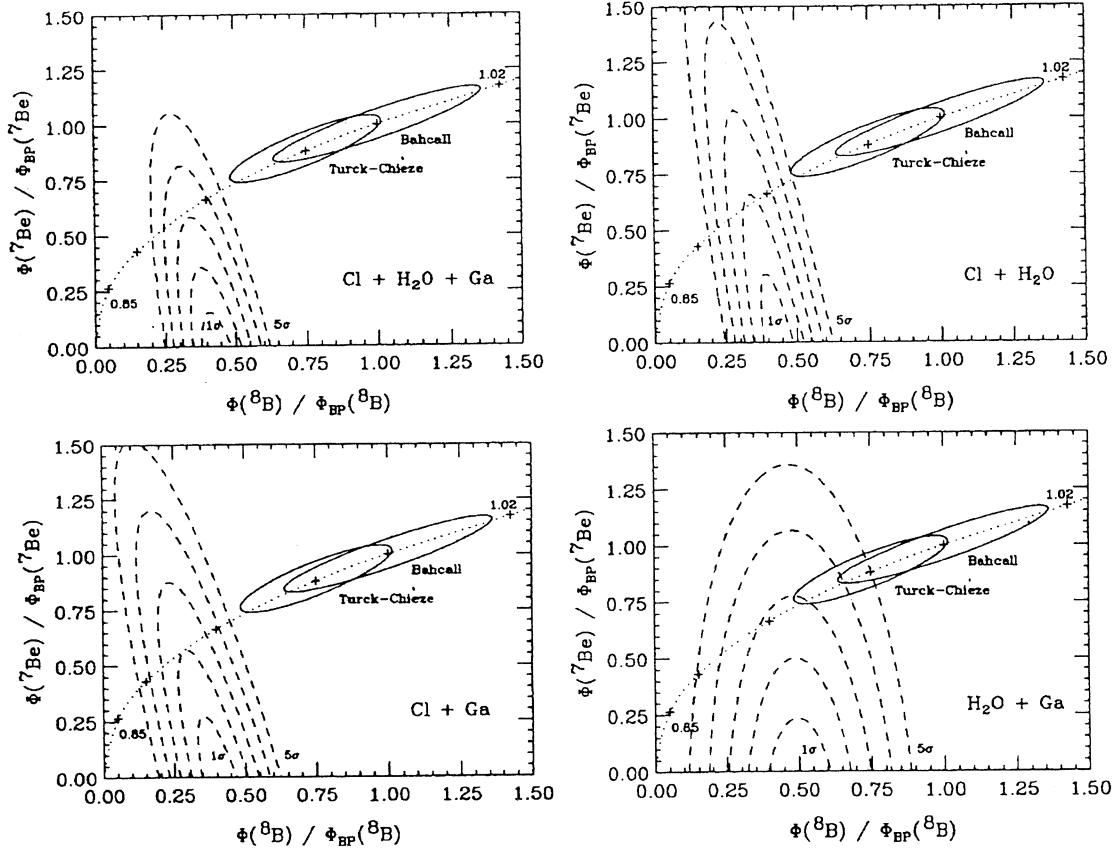 1.50
1.25
1.00
0.75
0.50
0.25
0.00
Φ(⁷Be) / Φ_BP(⁷Be)
1.02
Bahcall
Turck-Chieze
0.85
Cl + H₂O + Ga
1σ
5σ
0.00 0.25 0.50 0.75 1.00 1.25 1.50
Φ(⁸B) / Φ_BP(⁸B)
1.50
1.25
1.00
0.75
0.50
0.25
0.00
Φ(⁷Be) / Φ_BP(⁷Be)
1.02
Bahcall
Turck-Chieze
0.85
Cl + H₂O
1σ
5σ
0.00 0.25 0.50 0.75 1.00 1.25 1.50
Φ(⁸B) / Φ_BP(⁸B)
1.50
1.25
1.00
0.75
0.50
0.25
0.00
Φ(⁷Be) / Φ_BP(⁷Be)
1.02
Bahcall
Turck-Chieze
0.85
Cl + Ga
1σ
5σ
0.00 0.25 0.50 0.75 1.00 1.25 1.50
Φ(⁸B) / Φ_BP(⁸B)
1.50
1.25
1.00
0.75
0.50
0.25
0.00
Φ(⁷Be) / Φ_BP(⁷Be)
1.02
Bahcall
Turck-Chieze
0.85
H₂O + Ga
1σ
5σ
0.00 0.25 0.50 0.75 1.00 1.25 1.50
Φ(⁸B) / Φ_BP(⁸B)